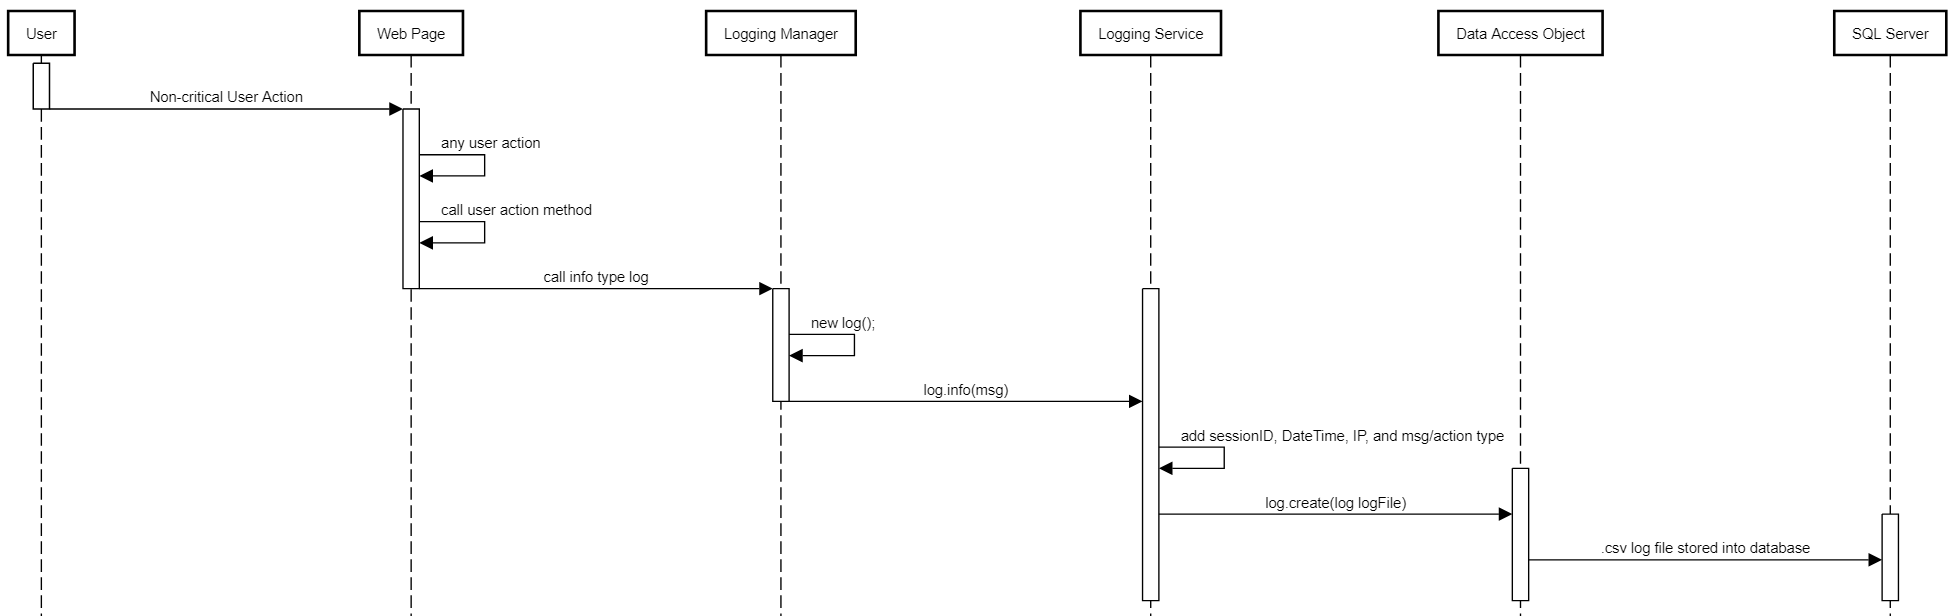 User
Web Page
Logging Manager
Logging Service
Data Access Object
SQL Server
Non-critical User Action
any user action
call user action method
call info type log
new log();
log.info(msg)
add sessionID, DateTime, IP, and msg/action type
log.create(log logFile)
.csv log file stored into database